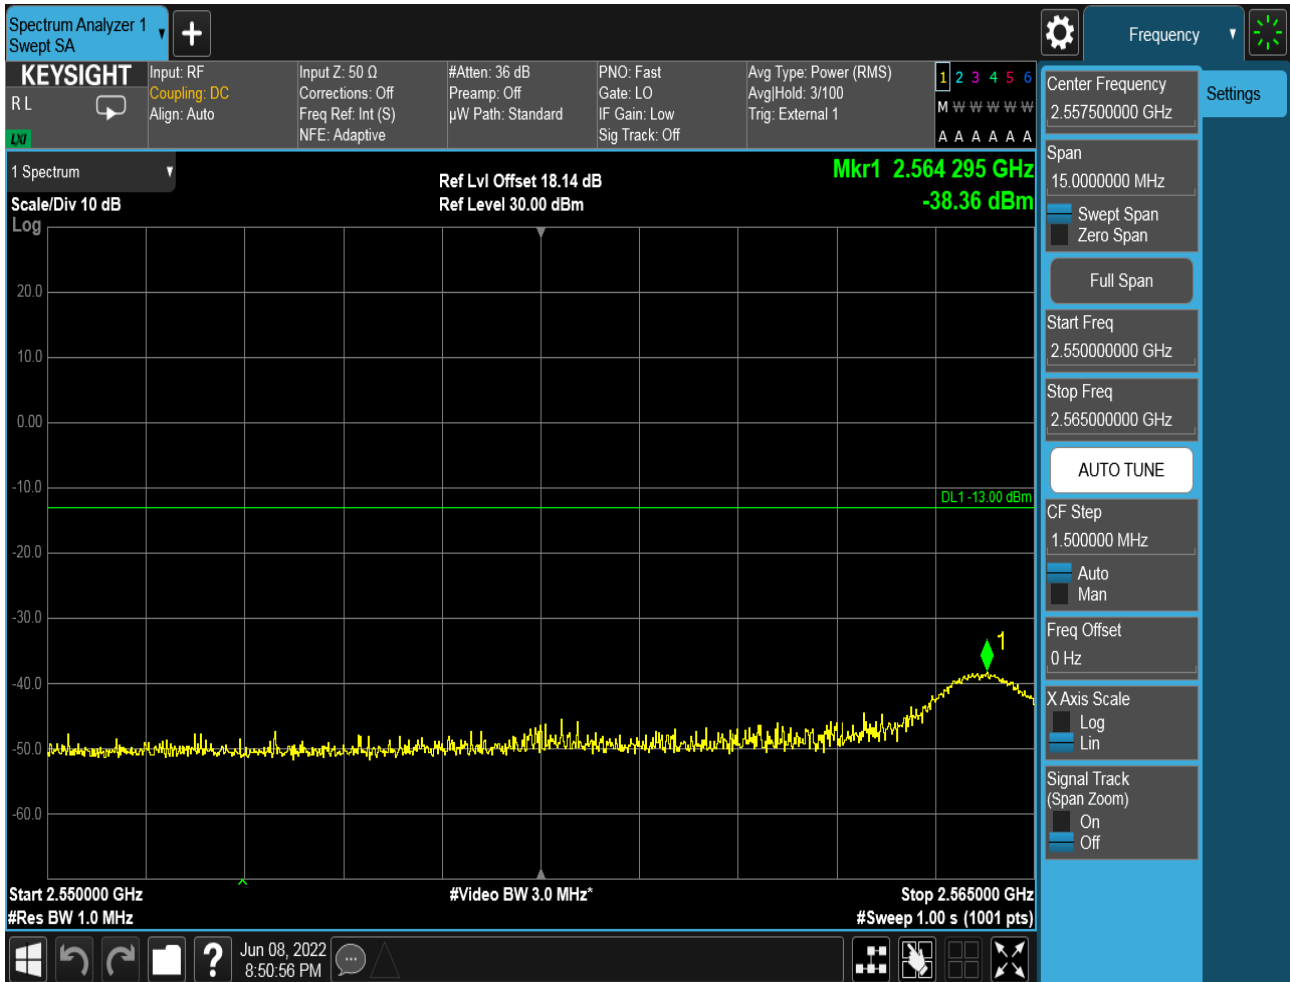 Spectrum Analyzer 1
Swept SA
Frequency
KEYSIGHT
R L
LXI
Input: RF
Coupling: DC
Align: Auto
Input Z: 50 Ω
Corrections: Off
Freq Ref: Int (S)
NFE: Adaptive
#Atten: 36 dB
Preamp: Off
µW Path: Standard
PNO: Fast
Gate: LO
IF Gain: Low
Sig Track: Off
Avg Type: Power (RMS)
Avg|Hold: 3/100
Trig: External 1
1 2 3 4 5 6
M W W W W W
A A A A A A
1 Spectrum
Scale/Div 10 dB
Log
Ref Lvl Offset 18.14 dB
Ref Level 30.00 dBm
Mkr1 2.564 295 GHz
-38.36 dBm
20.0
10.0
0.00
-10.0
-20.0
-30.0
-40.0
-50.0
-60.0
DL1 -13.00 dBm
1
Start 2.550000 GHz
#Res BW 1.0 MHz
#Video BW 3.0 MHz*
Stop 2.565000 GHz
#Sweep 1.00 s (1001 pts)
Jun 08, 2022
8:50:56 PM
Center Frequency
2.557500000 GHz
Settings
Span
15.0000000 MHz
Swept Span
Zero Span
Full Span
Start Freq
2.550000000 GHz
Stop Freq
2.565000000 GHz
AUTO TUNE
CF Step
1.500000 MHz
Auto
Man
Freq Offset
0 Hz
X Axis Scale
Log
Lin
Signal Track
(Span Zoom)
On
Off